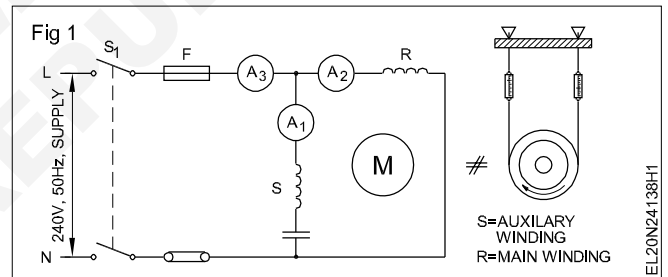 Fig 1
S1
F
R
L
A3
A2
A1
240V, 50Hz, SUPPLY
M
S
N
S=AUXILARY
WINDING
R=MAIN WINDING
EL20N24138H1